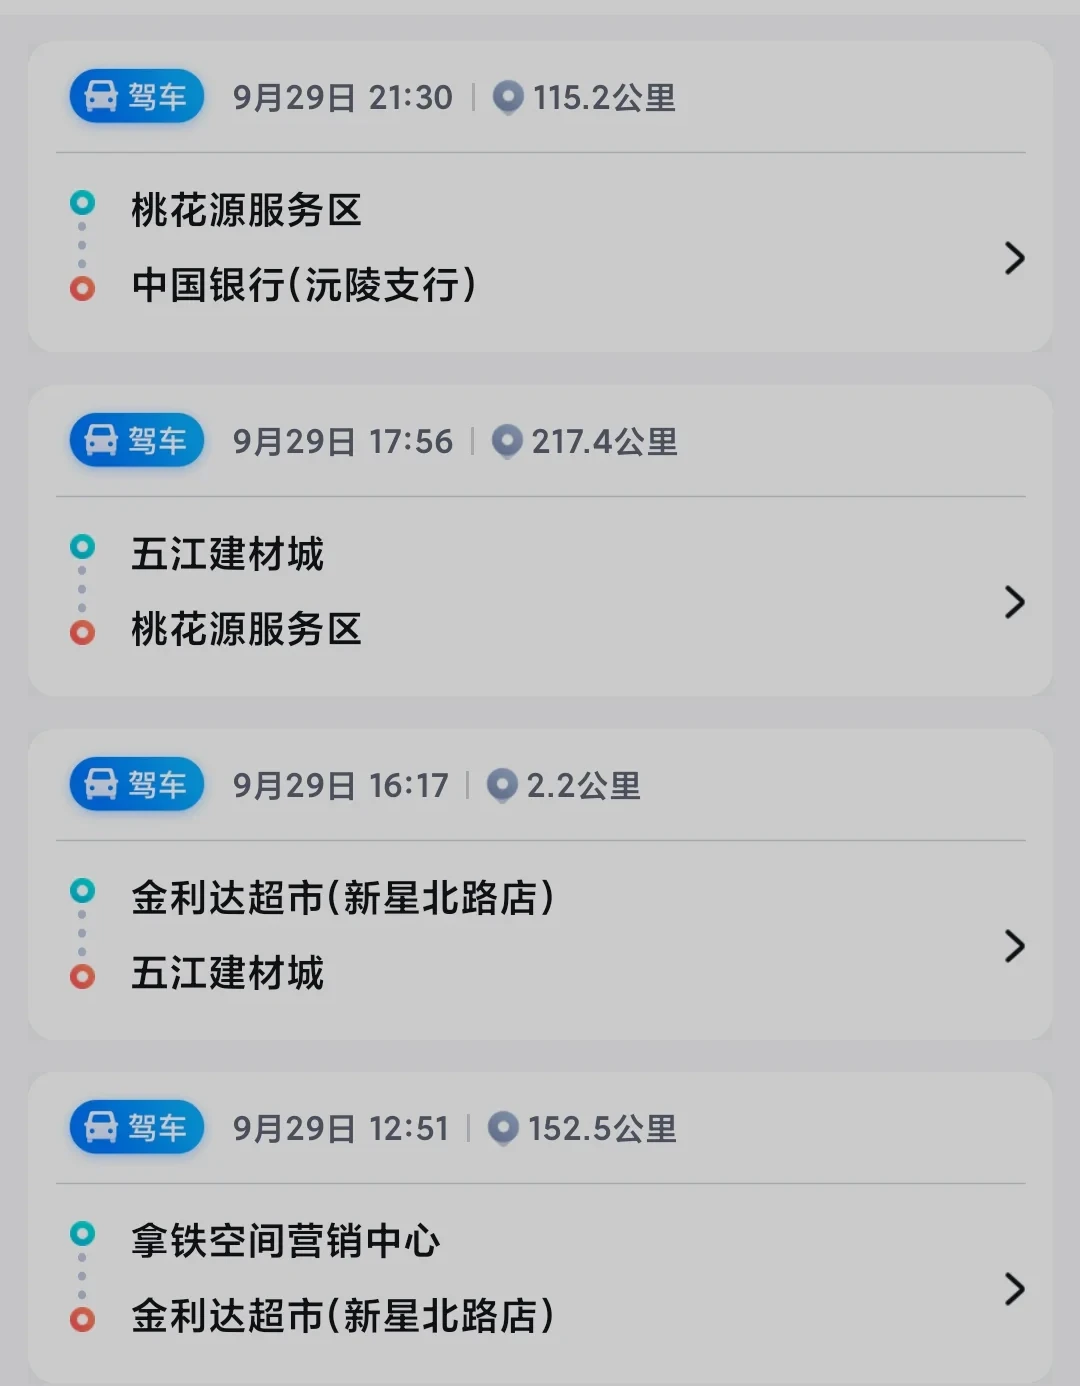 驾车 9月29日 21:30 115.2公里
桃花源服务区
中国银行(沅陵支行)
驾车 9月29日 17:56 217.4公里
五江建材城
桃花源服务区
驾车 9月29日 16:17 2.2公里
金利达超市(新星北路店)
五江建材城
驾车 9月29日 12:51 152.5公里
拿铁空间营销中心
金利达超市(新星北路店)